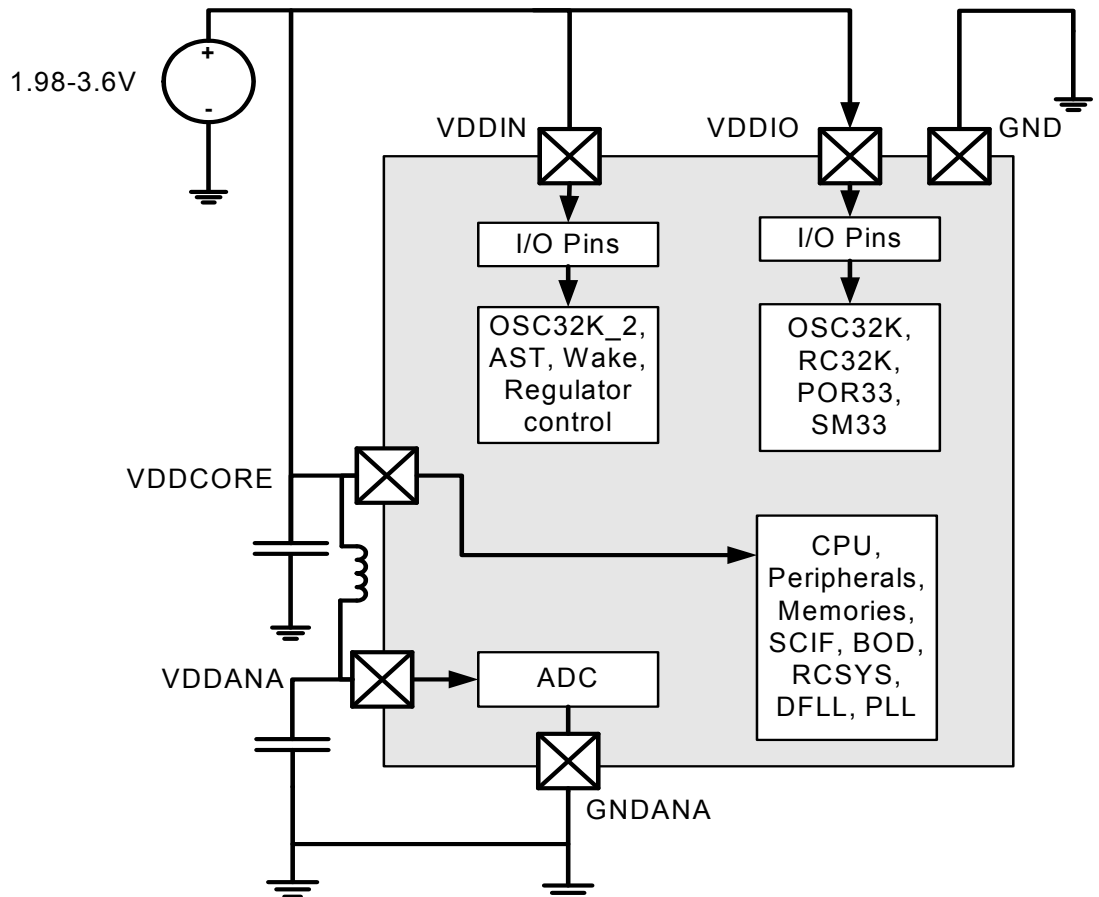 1.98-3.6V
+
-
VDDIN
VDDIO
GND
I/O Pins
I/O Pins
OSC32K_2,
AST, Wake,
Regulator
control
OSC32K,
RC32K,
POR33,
SM33
VDDCORE
CPU,
Peripherals,
Memories,
SCIF, BOD,
RCSYS,
DFLL, PLL
VDDANA
ADC
GNDANA